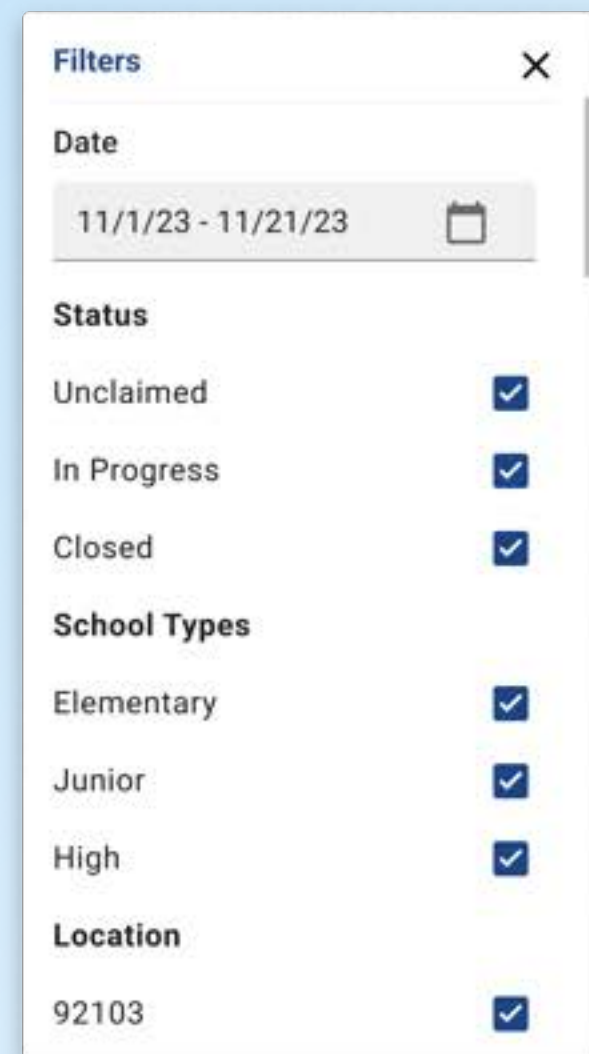 Filters
Date
11/1/23 - 11/21/23
Status
Unclaimed
In Progress
Closed
School Types
Elementary
Junior
High
Location
92103